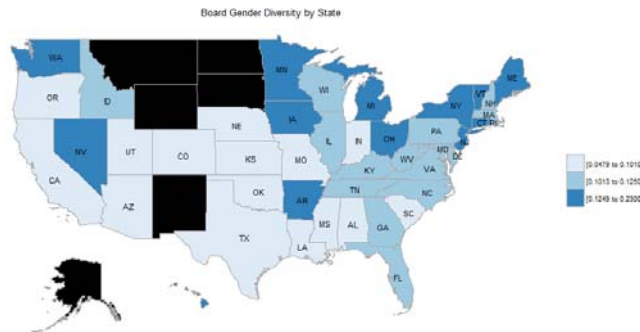 Board Gender Diversity by State
WA
MN
ME
OR
ID
WI
MI
VT
NH
NY
MA
CT
IA
PA
NJ
NE
NV
UT
CO
IL
IN
OH
MD
DE
[0.0479 to 0.1010
CA
KS
MO
WV
VA
KY
[0.1013 to 0.1250
AZ
OK
AR
TN
NC
[0.1249 to 0.2300
TX
MS
AL
GA
SC
LA
FL